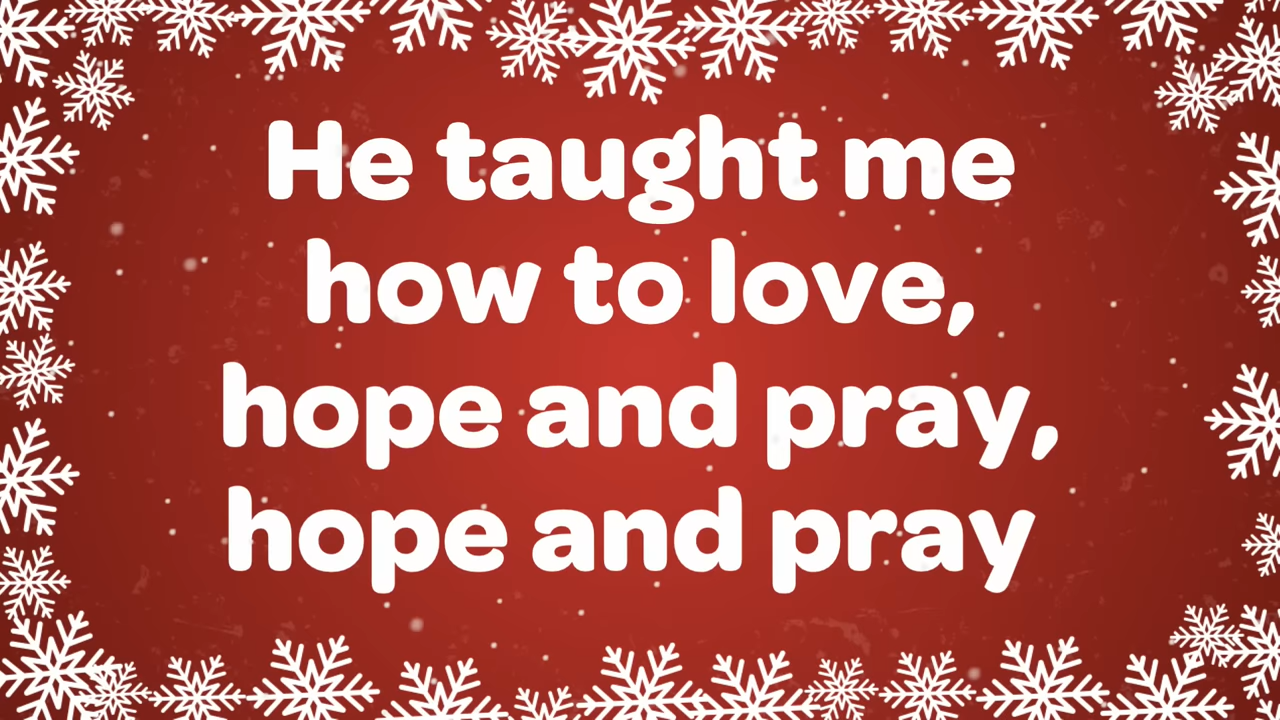 He taught me
how to love,
hope and pray,
hope and pray